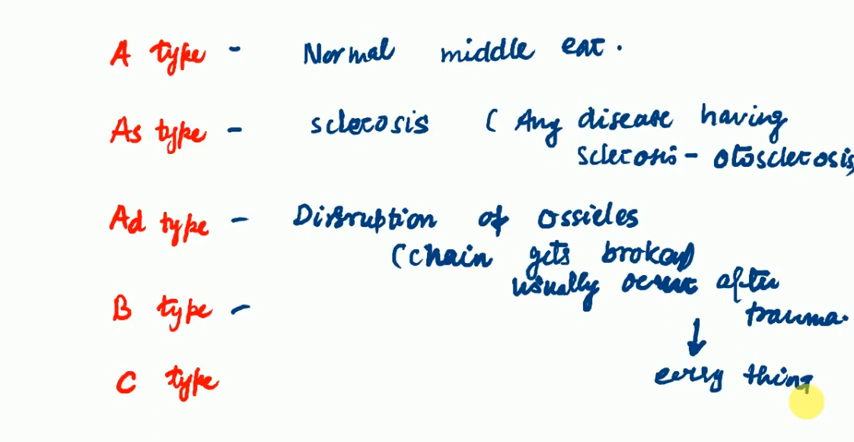 A type - Normal middle ear.
As type - sclerosis ( Any disease having
sclerosis - otosclerosis,
Ad type - Disruption of ossicles
(chain gets broken)
usually occur after
trauma.
B type -
↓
C type
every thing